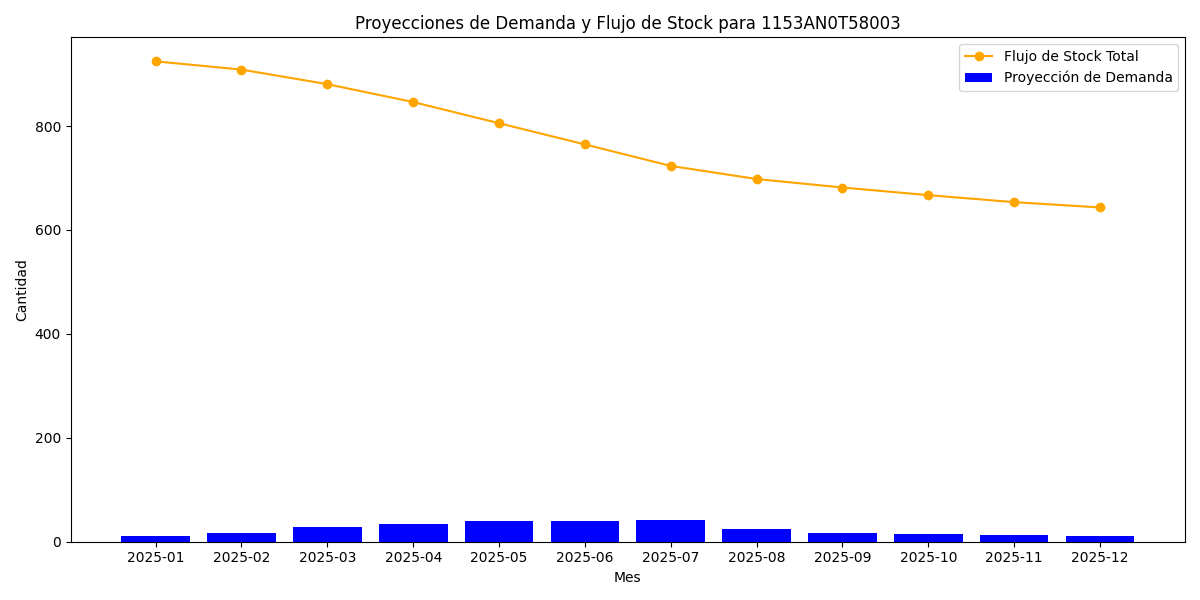 Proyecciones de Demanda y Flujo de Stock para 1153AN0T58003
Flujo de Stock Total
Proyección de Demanda
Cantidad
800
600
400
200
0
2025-01 2025-02 2025-03 2025-04 2025-05 2025-06 2025-07 2025-08 2025-09 2025-10 2025-11 2025-12
Mes